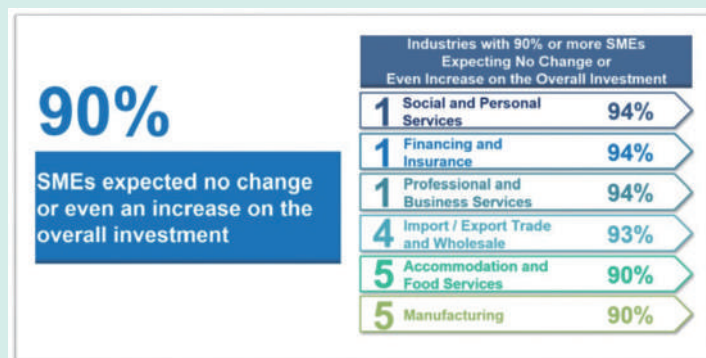 90%
SMEs expected no change
or even an increase on the
overall investment
Industries with 90% or more SMEs
Expecting No Change or
Even Increase on the Overall Investment
1 Social and Personal
Services 94%
1 Financing and
Insurance 94%
1 Professional and
Business Services 94%
4 Import / Export Trade
and Wholesale 93%
5 Accommodation and
Food Services 90%
5 Manufacturing 90%